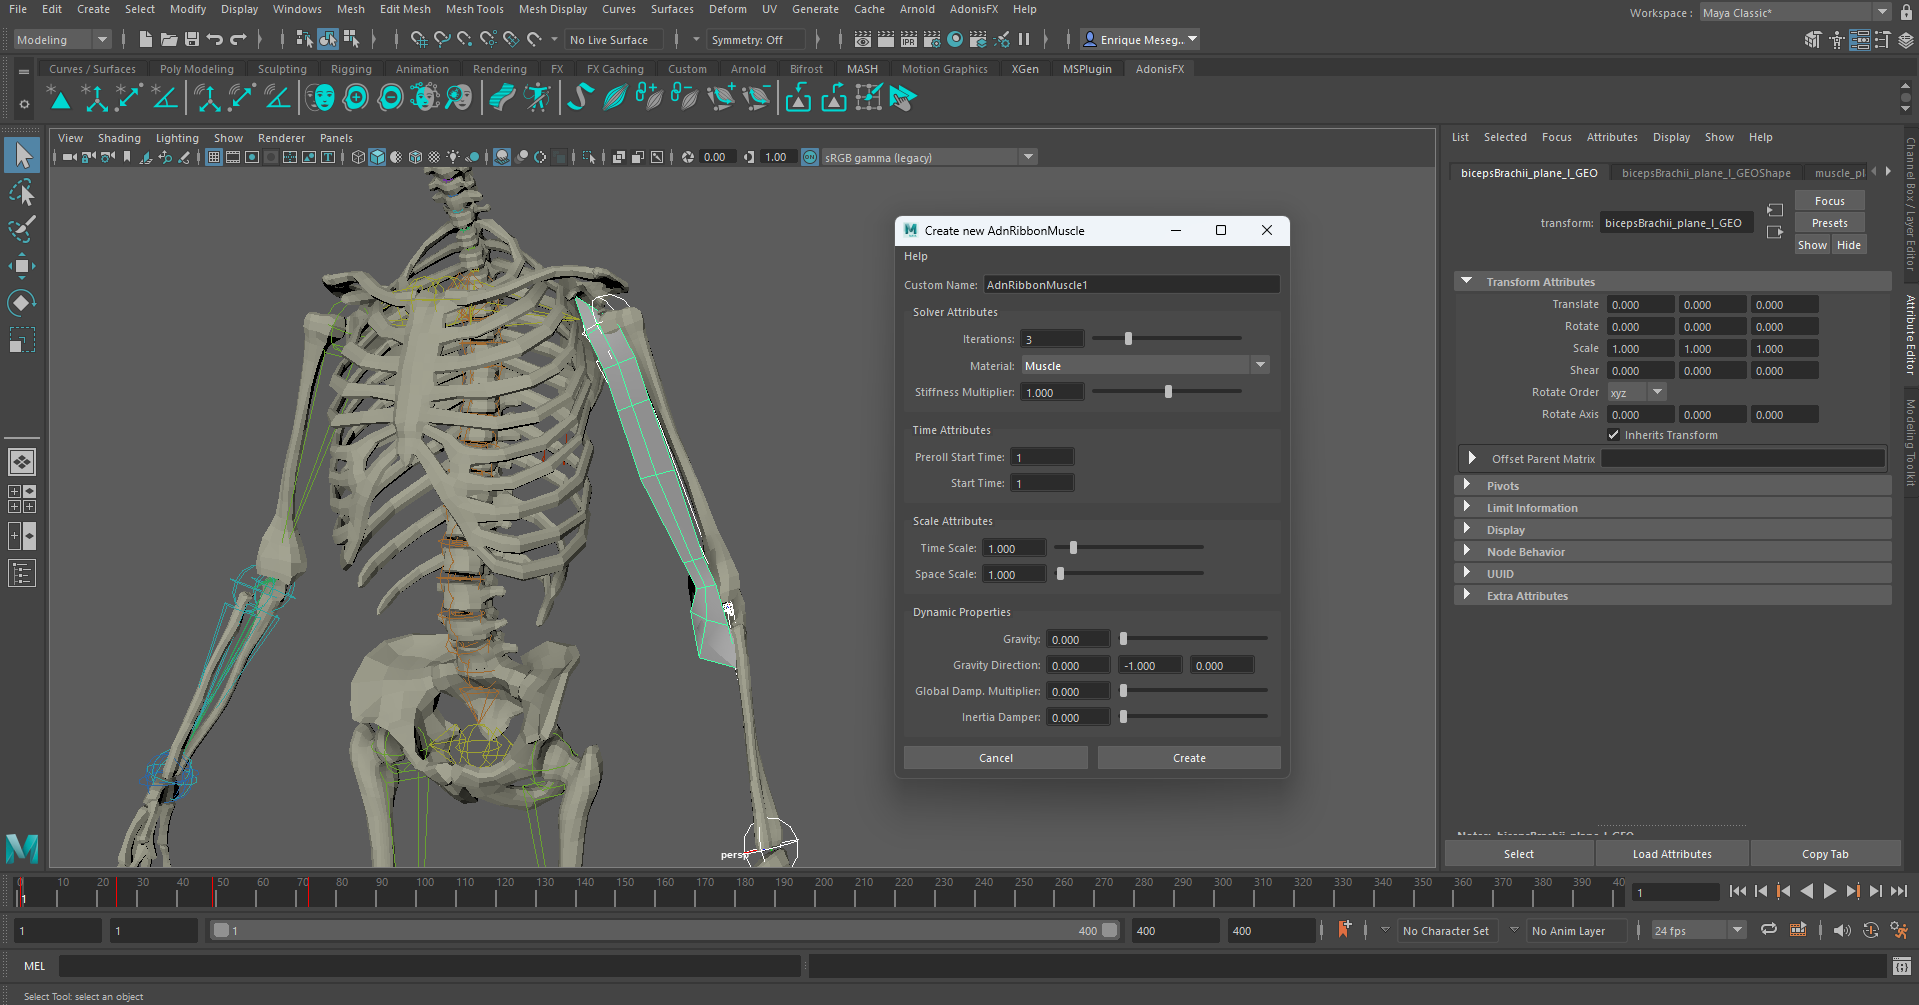 File Edit Create Select Modify Display Windows Mesh Edit Mesh Mesh Tools Mesh Display Curves Surfaces Deform UV Generate Cache Arnold AdonisFX Help
Workspace : Maya Classic*
Modeling No Live Surface Symmetry: Off IPR Enrique Meseg...
Curves / Surfaces Poly Modeling Sculpting Rigging Animation Rendering FX FX Caching Custom Arnold Bifrost MASH Motion Graphics XGen MSPlugin AdonisFX
View Shading Lighting Show Renderer Panels
0.00 1.00 ON sRGB gamma (legacy)
persp
M Create new AdnRibbonMuscle
Help
Custom Name: AdnRibbonMuscle1
Solver Attributes
Iterations: 3
Material: Muscle
Stiffness Multiplier: 1.000
Time Attributes
Preroll Start Time: 1
Start Time: 1
Scale Attributes
Time Scale: 1.000
Space Scale: 1.000
Dynamic Properties
Gravity: 0.000
Gravity Direction: 0.000 -1.000 0.000
Global Damp. Multiplier: 0.000
Inertia Damper: 0.000
Cancel Create
List Selected Focus Attributes Display Show Help
bicepsBrachii_plane_l_GEO bicepsBrachii_plane_l_GEOShape muscle_pl
transform: bicepsBrachii_plane_l_GEO
Focus
Presets
Show Hide
Transform Attributes
Translate 0.000 0.000 0.000
Rotate 0.000 0.000 0.000
Scale 1.000 1.000 1.000
Shear 0.000 0.000 0.000
Rotate Order xyz
Rotate Axis 0.000 0.000 0.000
Inherits Transform
Offset Parent Matrix
Pivots
Limit Information
Display
Node Behavior
UUID
Extra Attributes
Notes: bicepsBrachii_plane_l_GEO
Select Load Attributes Copy Tab
Channel Box / Layer Editor
Attribute Editor
Modeling Toolkit
M
0 10 20 30 40 50 60 70 80 90 100 110 120 130 140 150 160 170 180 190 200 210 220 230 240 250 260 270 280 290 300 310 320 330 340 350 360 370 380 390 40
1
1
1 1 1 400 400 400 No Character Set No Anim Layer 24 fps
MEL
Select Tool: select an object